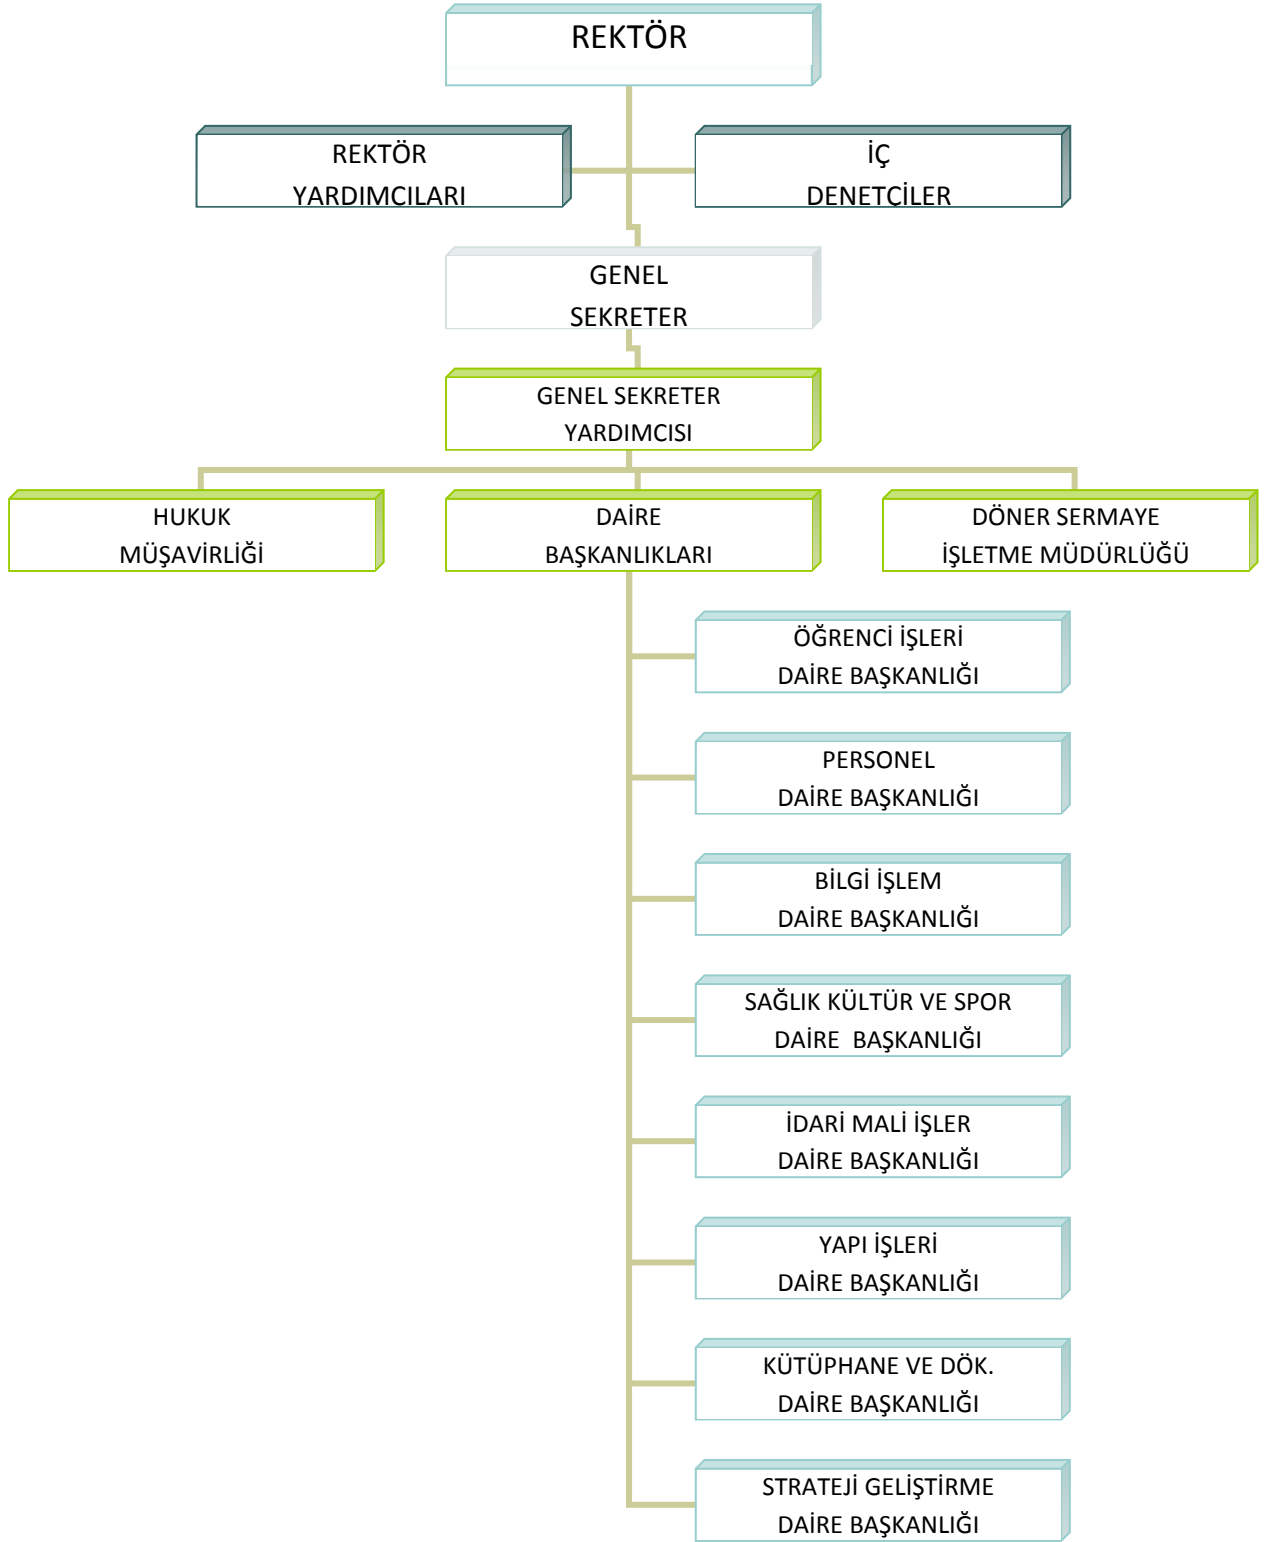 REKTÖR
REKTÖR
YARDIMCILARI
İÇ
DENETÇİLER
GENEL
SEKRETER
GENEL SEKRETER
YARDIMCISI
HUKUK
MÜŞAVİRLİĞİ
DAİRE
BAŞKANLIKLARI
DÖNER SERMAYE
İŞLETME MÜDÜRLÜĞÜ
ÖĞRENCİ İŞLERİ
DAİRE BAŞKANLIĞI
PERSONEL
DAİRE BAŞKANLIĞI
BİLGİ İŞLEM
DAİRE BAŞKANLIĞI
SAĞLIK KÜLTÜR VE SPOR
DAİRE  BAŞKANLIĞI
İDARİ MALİ İŞLER
DAİRE BAŞKANLIĞI
YAPI İŞLERİ
DAİRE BAŞKANLIĞI
KÜTÜPHANE VE DÖK.
DAİRE BAŞKANLIĞI
STRATEJİ GELİŞTİRME
DAİRE BAŞKANLIĞI